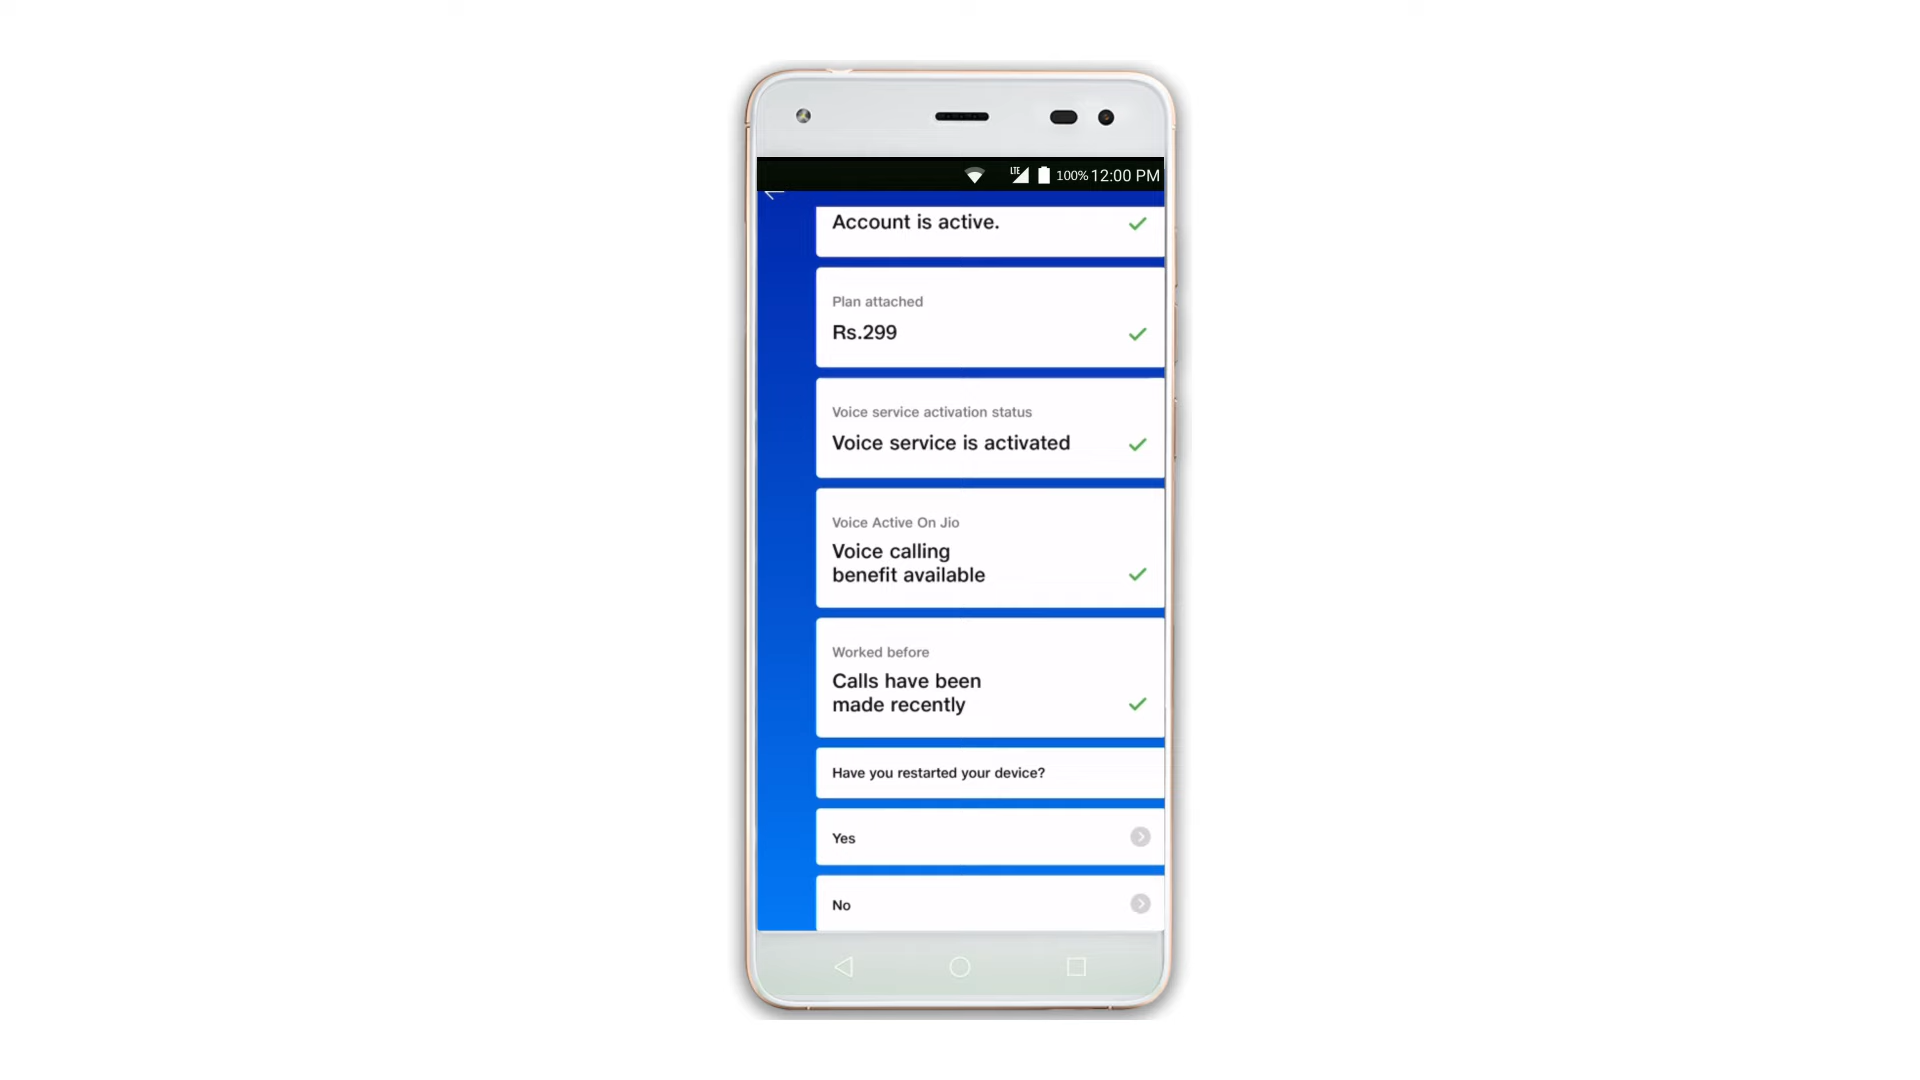 LTE 100% 12:00 PM
Account is active.
Plan attached
Rs.299
Voice service activation status
Voice service is activated
Voice Active On Jio
Voice calling
benefit available
Worked before
Calls have been
made recently
Have you restarted your device?
Yes
No